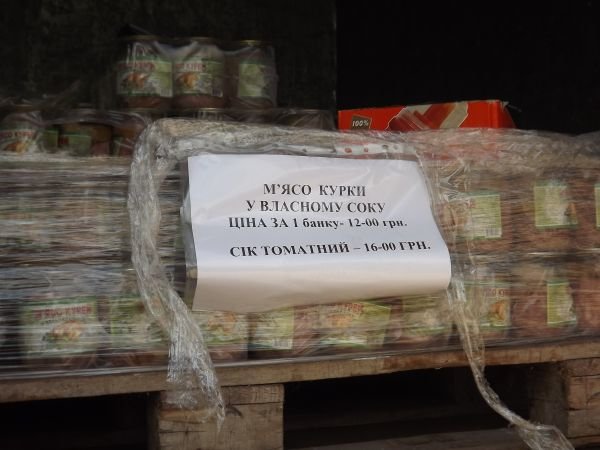 100%
М'ЯСО КУРКИ
У ВЛАСНОМУ СОКУ
ЦІНА ЗА 1 банку- 12-00 грн.
СІК ТОМАТНИЙ – 16-00 ГРН.